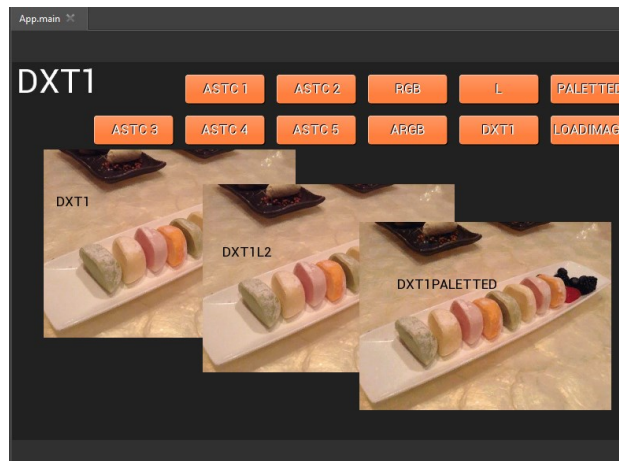 App.main
DXT1
ASTC 1 ASTC 2 RGB L PALETTED
ASTC 3 ASTC 4 ASTC 5 ARGB DXT1 LOADIMAG
DXT1
DXT1L2
DXT1PALETTED